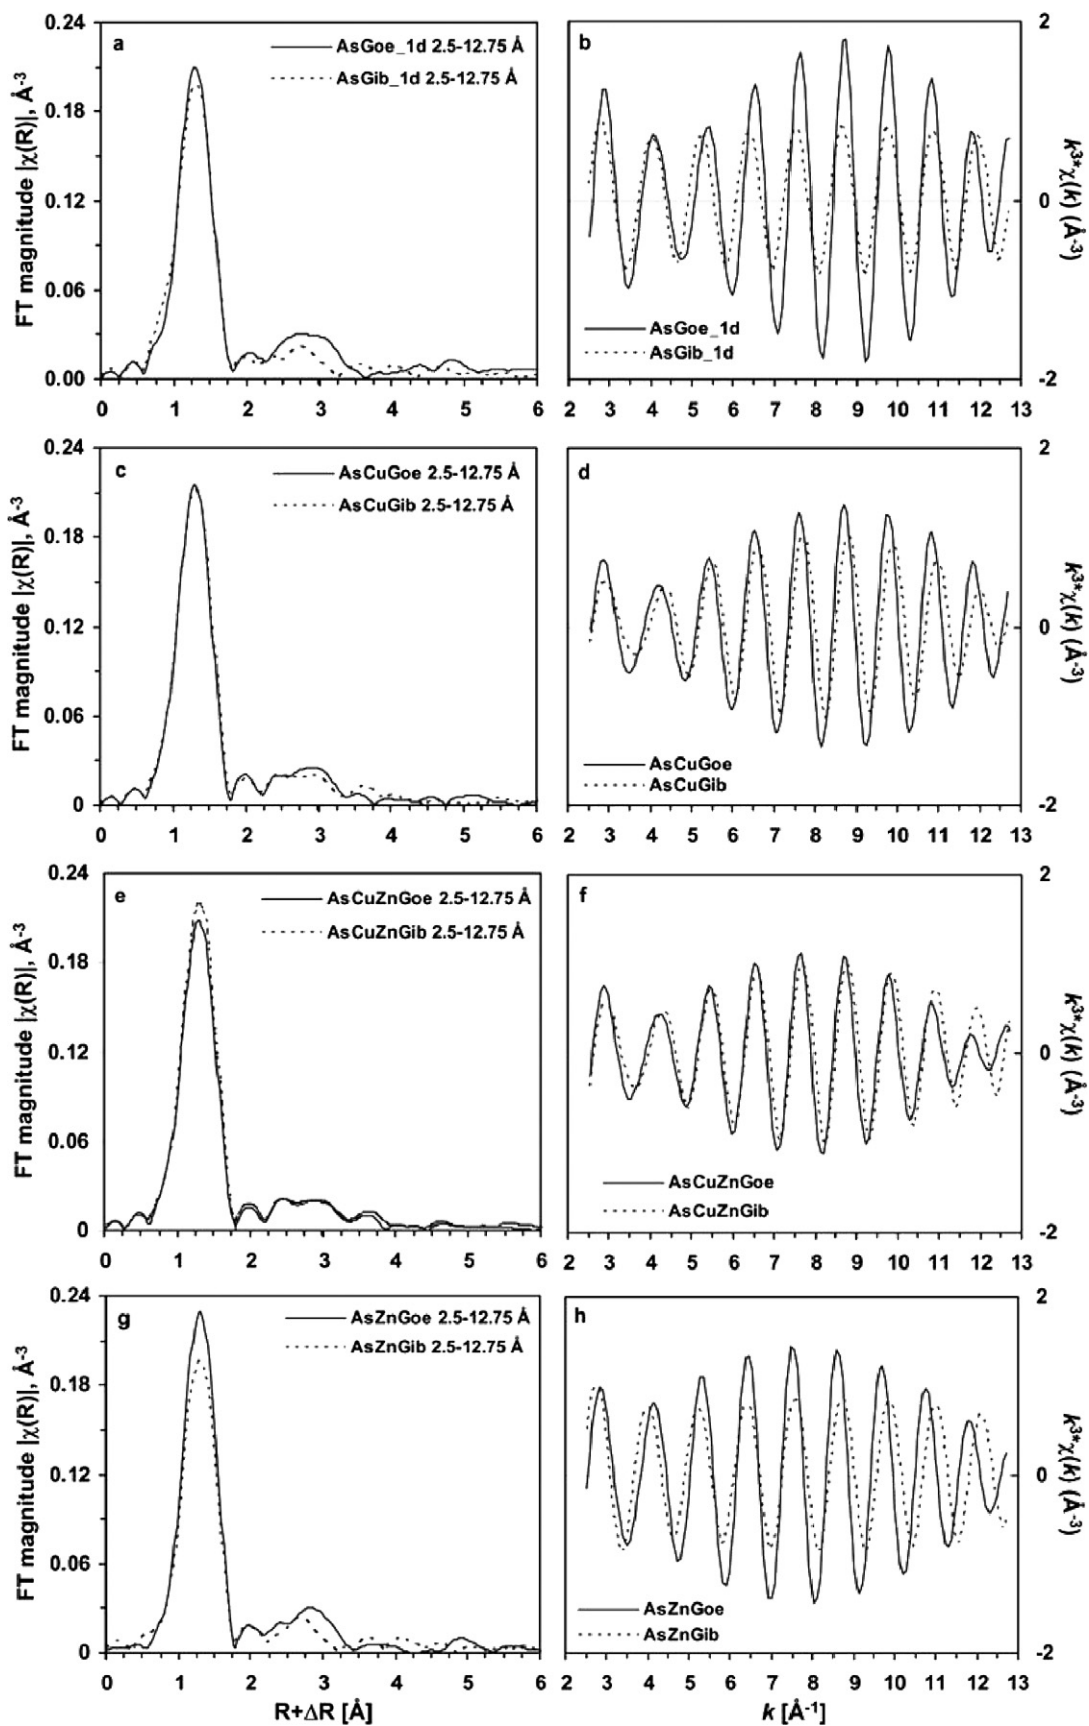 0.24
a
AsGoe_1d 2.5-12.75 Å
AsGib_1d 2.5-12.75 Å
0.18
0.12
0.06
0.00
FT magnitude |χ(R)|, Å-3
0 1 2 3 4 5 6
b
2
0
-2
k3*χ(k) (Å-3)
AsGoe_1d
AsGib_1d
2 3 4 5 6 7 8 9 10 11 12 13
0.24
c
AsCuGoe 2.5-12.75 Å
AsCuGib 2.5-12.75 Å
0.18
0.12
0.06
0
FT magnitude |χ(R)|, Å-3
0 1 2 3 4 5 6
d
2
0
-2
k3*χ(k) (Å-3)
AsCuGoe
AsCuGib
2 3 4 5 6 7 8 9 10 11 12 13
0.24
e
AsCuZnGoe 2.5-12.75 Å
AsCuZnGib 2.5-12.75 Å
0.18
0.12
0.06
0
FT magnitude |χ(R)|, Å-3
0 1 2 3 4 5 6
f
2
0
-2
k3*χ(k) (Å-3)
AsCuZnGoe
AsCuZnGib
2 3 4 5 6 7 8 9 10 11 12 13
0.24
g
AsZnGoe 2.5-12.75 Å
AsZnGib 2.5-12.75 Å
0.18
0.12
0.06
0
FT magnitude |χ(R)|, Å-3
0 1 2 3 4 5 6
R+ΔR [Å]
h
2
0
-2
k3*χ(k) (Å-3)
AsZnGoe
AsZnGib
2 3 4 5 6 7 8 9 10 11 12 13
k [Å-1]